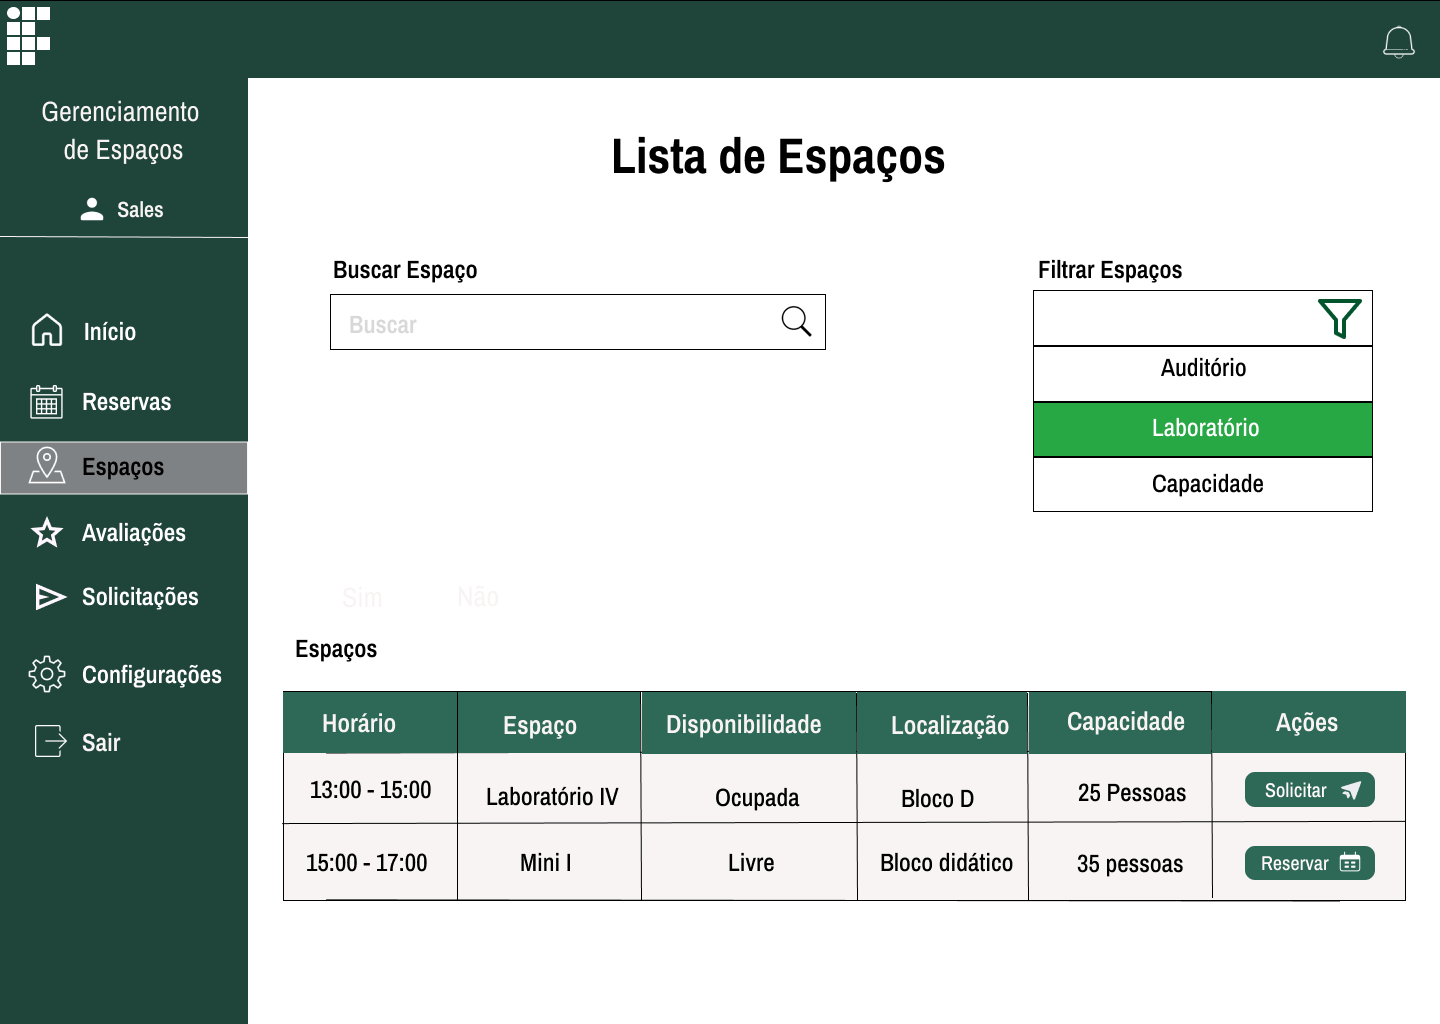 Gerenciamento
de Espaços
Sales
Início
Reservas
Espaços
Avaliações
Solicitações
Configurações
Sair
Lista de Espaços
Buscar Espaço
Buscar
Filtrar Espaços
Auditório
Laboratório
Capacidade
Sim Não
Espaços
Horário Espaço Disponibilidade Localização Capacidade Ações
13:00 - 15:00 Laboratório IV Ocupada Bloco D 25 Pessoas Solicitar
15:00 - 17:00 Mini I Livre Bloco didático 35 pessoas Reservar